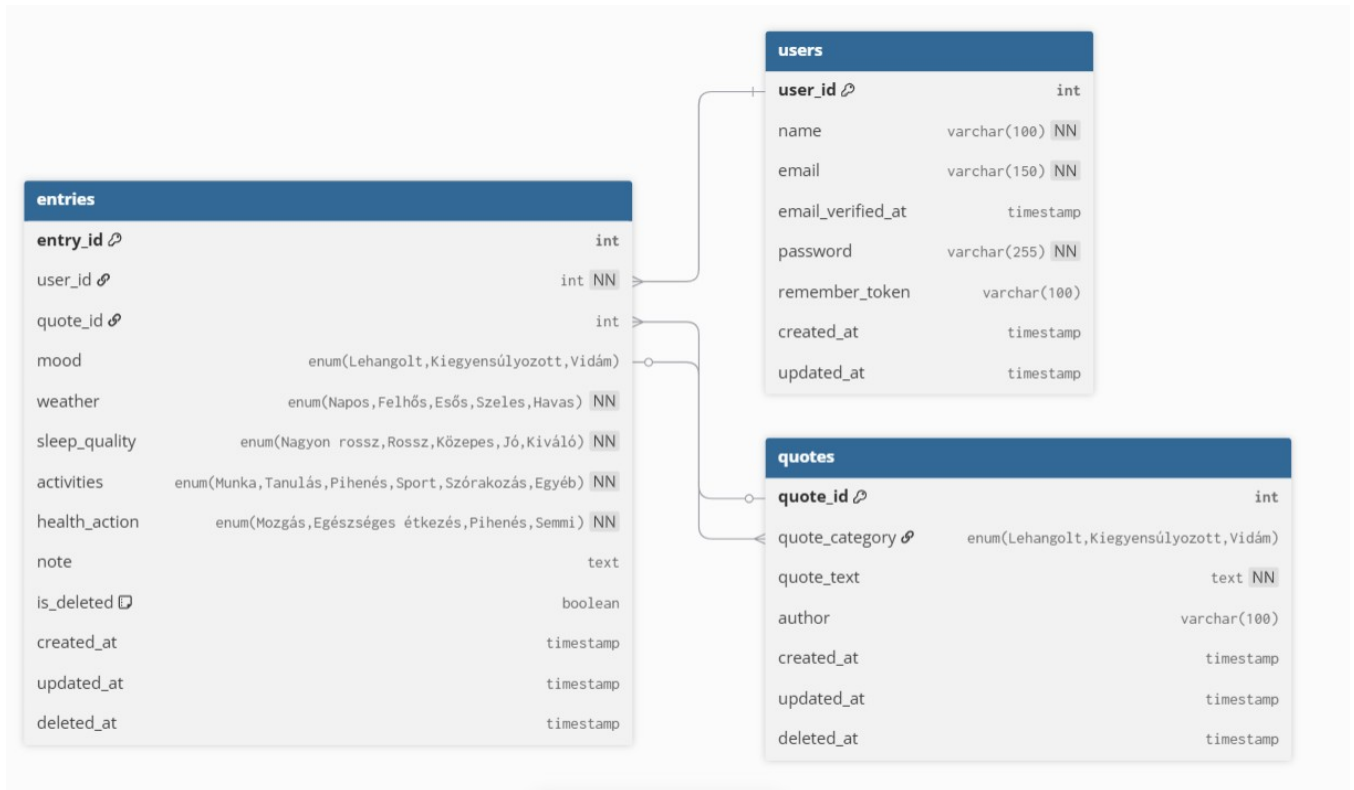 users
user_id int
name varchar(100) NN
email varchar(150) NN
email_verified_at timestamp
password varchar(255) NN
remember_token varchar(100)
created_at timestamp
updated_at timestamp
entries
entry_id int
user_id int NN
quote_id int
mood enum(Lehangolt,Kiegyensúlyozott,Vidám)
weather enum(Napos,Felhős,Esős,Szeles,Havas) NN
sleep_quality enum(Nagyon rossz,Rossz,Közepes,Jó,Kiváló) NN
activities enum(Munka,Tanulás,Pihenés,Sport,Szórakozás,Egyéb) NN
health_action enum(Mozgás,Egészséges étkezés,Pihenés,Semmi) NN
note text
is_deleted boolean
created_at timestamp
updated_at timestamp
deleted_at timestamp
quotes
quote_id int
quote_category enum(Lehangolt,Kiegyensúlyozott,Vidám)
quote_text text NN
author varchar(100)
created_at timestamp
updated_at timestamp
deleted_at timestamp